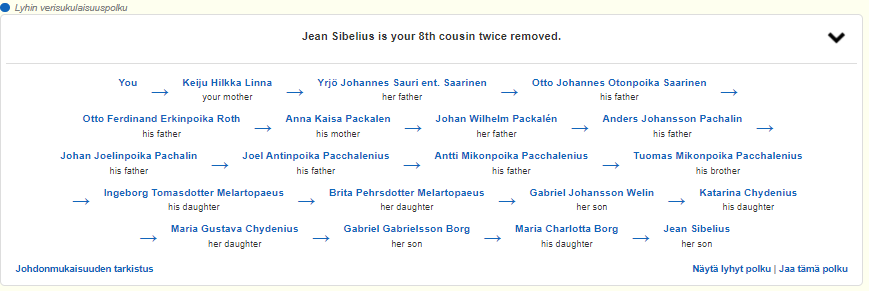 Lyhin verisukulaisuuspolku
Jean Sibelius is your 8th cousin twice removed.
You → Keiju Hilkka Linna → Yrjö Johannes Sauri ent. Saarinen → Otto Johannes Otonpoika Saarinen →
your mother her father his father
Otto Ferdinand Erkinpoika Roth → Anna Kaisa Packalen → Johan Wilhelm Packalén → Anders Johansson Pachalin →
his father his mother her father his father
Johan Joelinpoika Pachalin → Joel Antinpoika Pacchalenius → Antti Mikonpoika Pacchalenius → Tuomas Mikonpoika Pacchalenius
his father his father his father his brother
→ Ingeborg Tomasdotter Melartopaeus → Brita Pehrsdotter Melartopaeus → Gabriel Johansson Welin → Katarina Chydenius
his daughter her daughter her son his daughter
→ Maria Gustava Chydenius → Gabriel Gabrielsson Borg → Maria Charlotta Borg → Jean Sibelius
her daughter her son his daughter her son
Johdonmukaisuuden tarkistus Näytä lyhyt polku | Jaa tämä polku